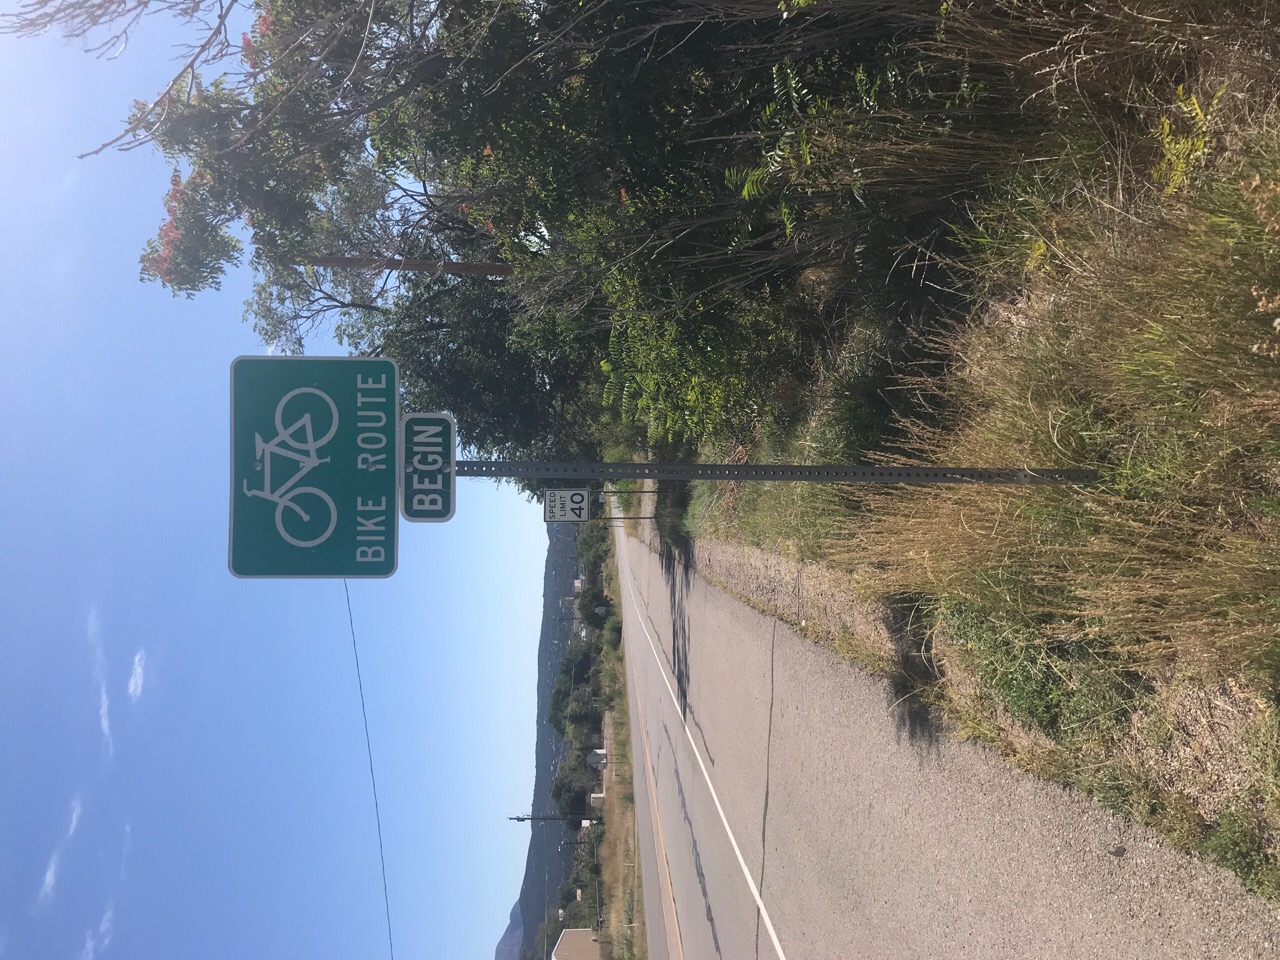 BIKE ROUTE
BEGIN
SPEED
LIMIT
40